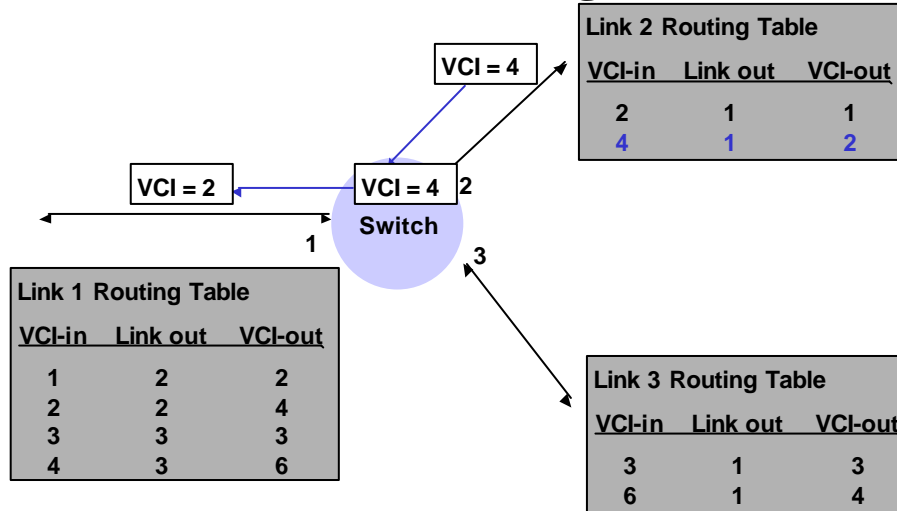 Link 2 Routing Table
VCI-in Link out VCI-out
2 1 1
4 1 2
VCI = 4
VCI = 2
VCI = 4
2
Switch
1
3
Link 1 Routing Table
VCI-in Link out VCI-out
1 2 2
2 2 4
3 3 3
4 3 6
Link 3 Routing Table
VCI-in Link out VCI-out
3 1 3
6 1 4